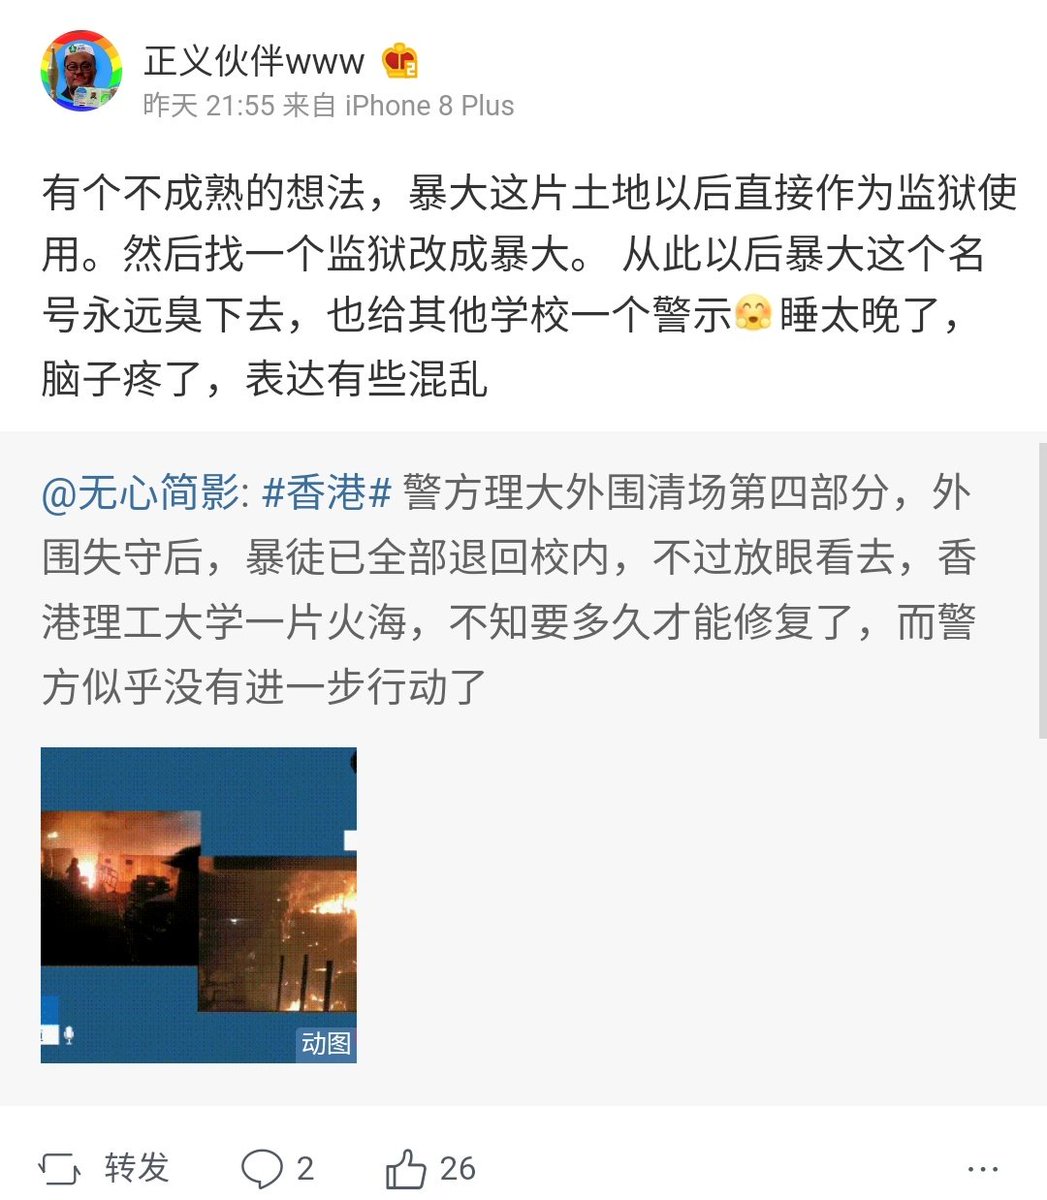 正义伙伴www
昨天 21:55 来自 iPhone 8 Plus
有个不成熟的想法，暴大这片土地以后直接作为监狱使
用。然后找一个监狱改成暴大。 从此以后暴大这个名
号永远臭下去，也给其他学校一个警示🤗睡太晚了，
脑子疼了，表达有些混乱
@无心简影: #香港# 警方理大外围清场第四部分，外
围失守后，暴徒已全部退回校内，不过放眼看去，香
港理工大学一片火海，不知要多久才能修复了，而警
方似乎没有进一步行动了
动图
转发
2
26